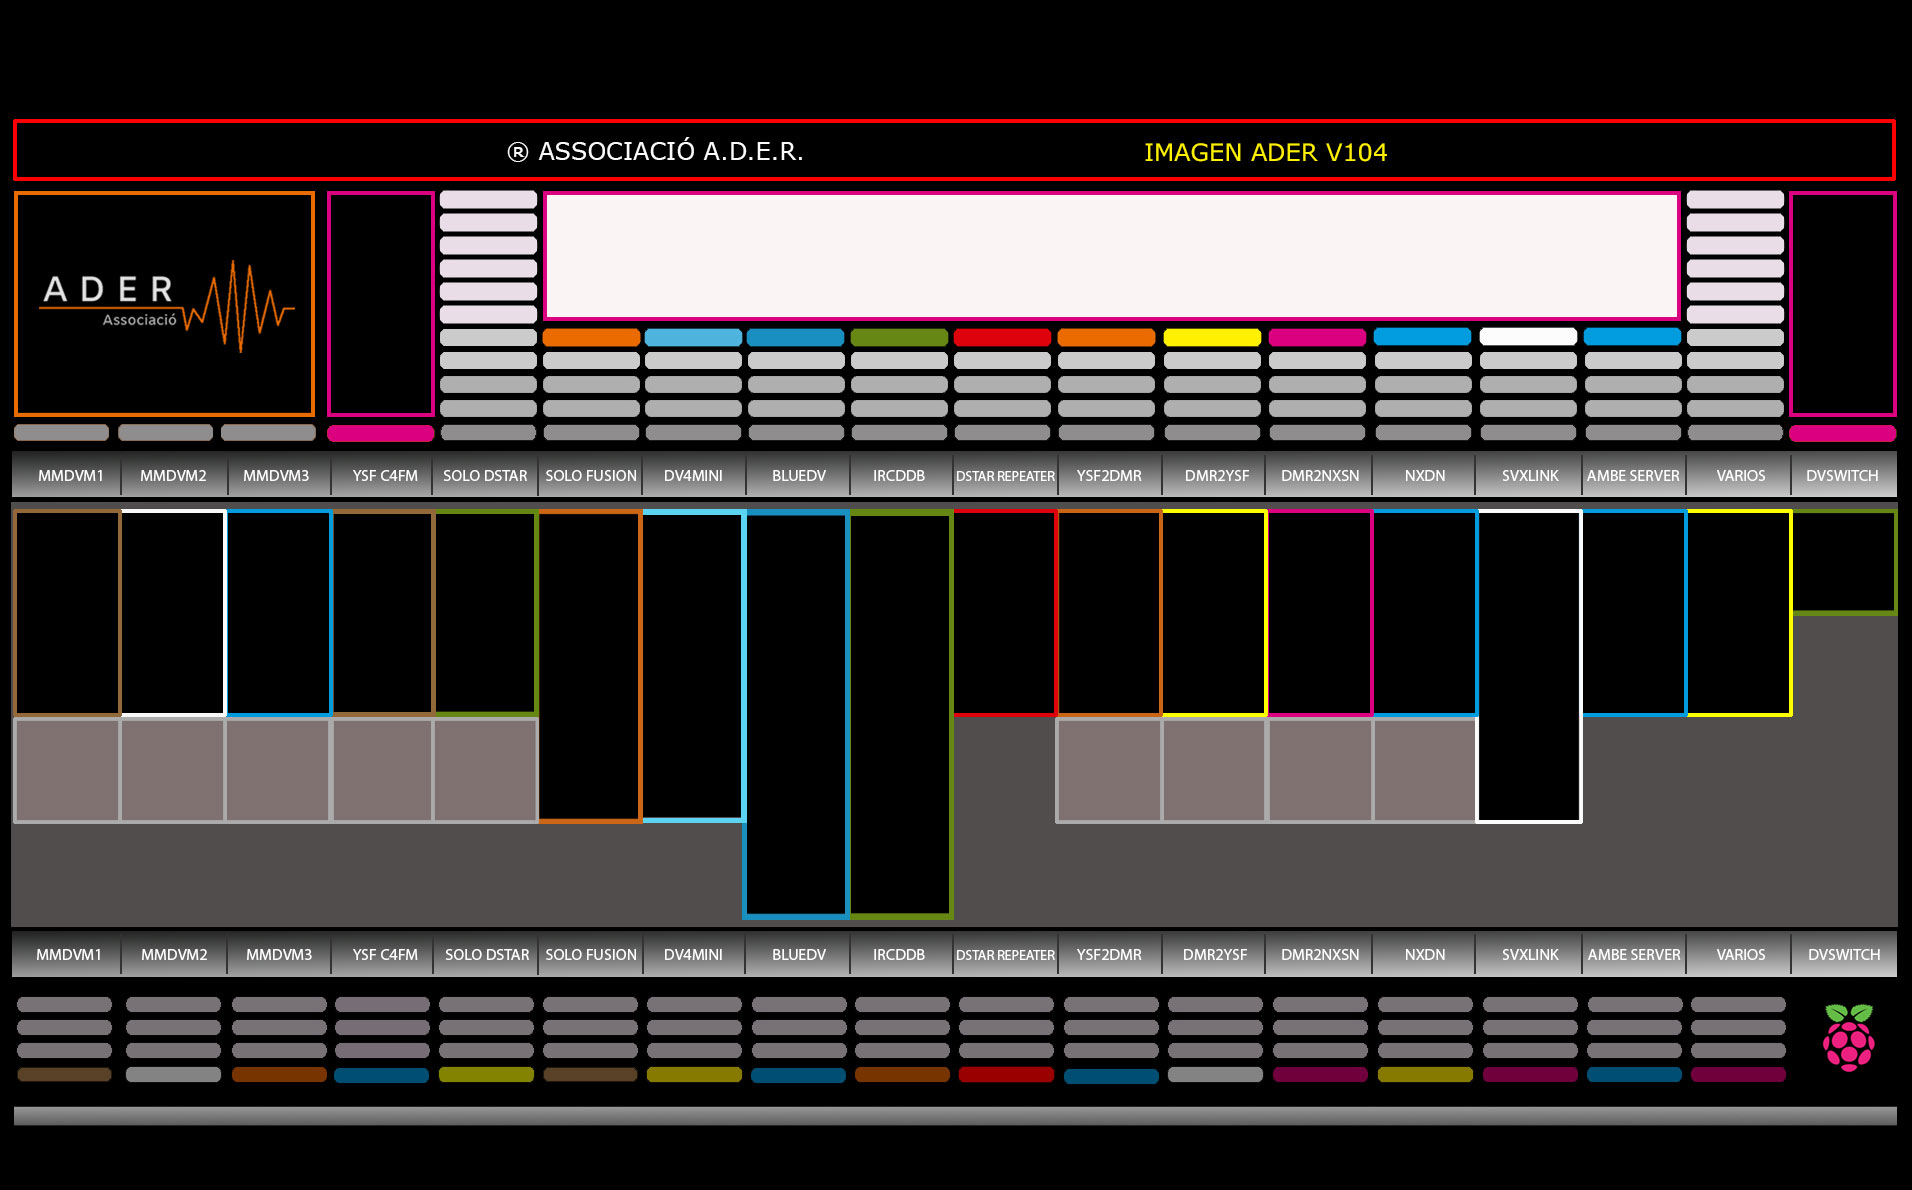 ® ASSOCIACIÓ A.D.E.R. IMAGEN ADER V104
ADER
Associació
MMDVM1 MMDVM2 MMDVM3 YSF C4FM SOLO DSTAR SOLO FUSION DV4MINI BLUEDV IRCDDB DSTAR REPEATER YSF2DMR DMR2YSF DMR2NXSN NXDN SVXLINK AMBE SERVER VARIOS DVSWITCH
MMDVM1 MMDVM2 MMDVM3 YSF C4FM SOLO DSTAR SOLO FUSION DV4MINI BLUEDV IRCDDB DSTAR REPEATER YSF2DMR DMR2YSF DMR2NXSN NXDN SVXLINK AMBE SERVER VARIOS DVSWITCH